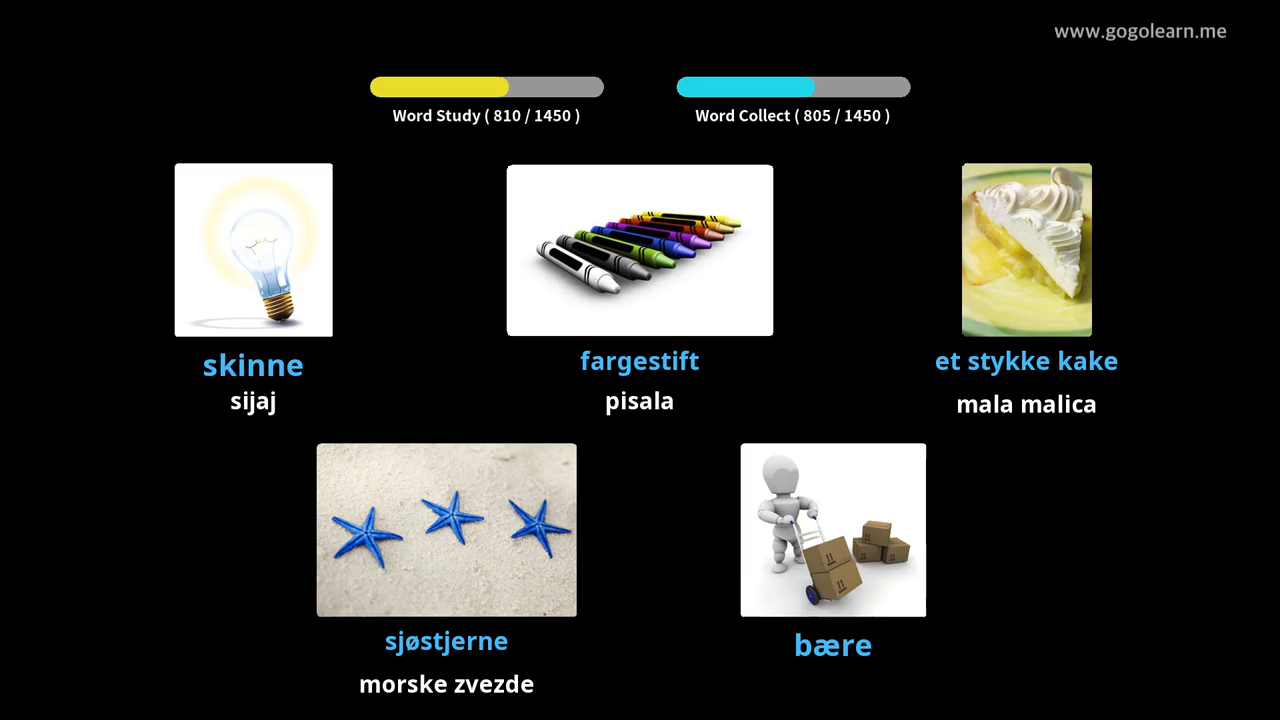 www.gogolearn.me
Word Study ( 810 / 1450 )
Word Collect ( 805 / 1450 )
skinne
sijaj
fargestift
pisala
et stykke kake
mala malica
sjøstjerne
morske zvezde
bære